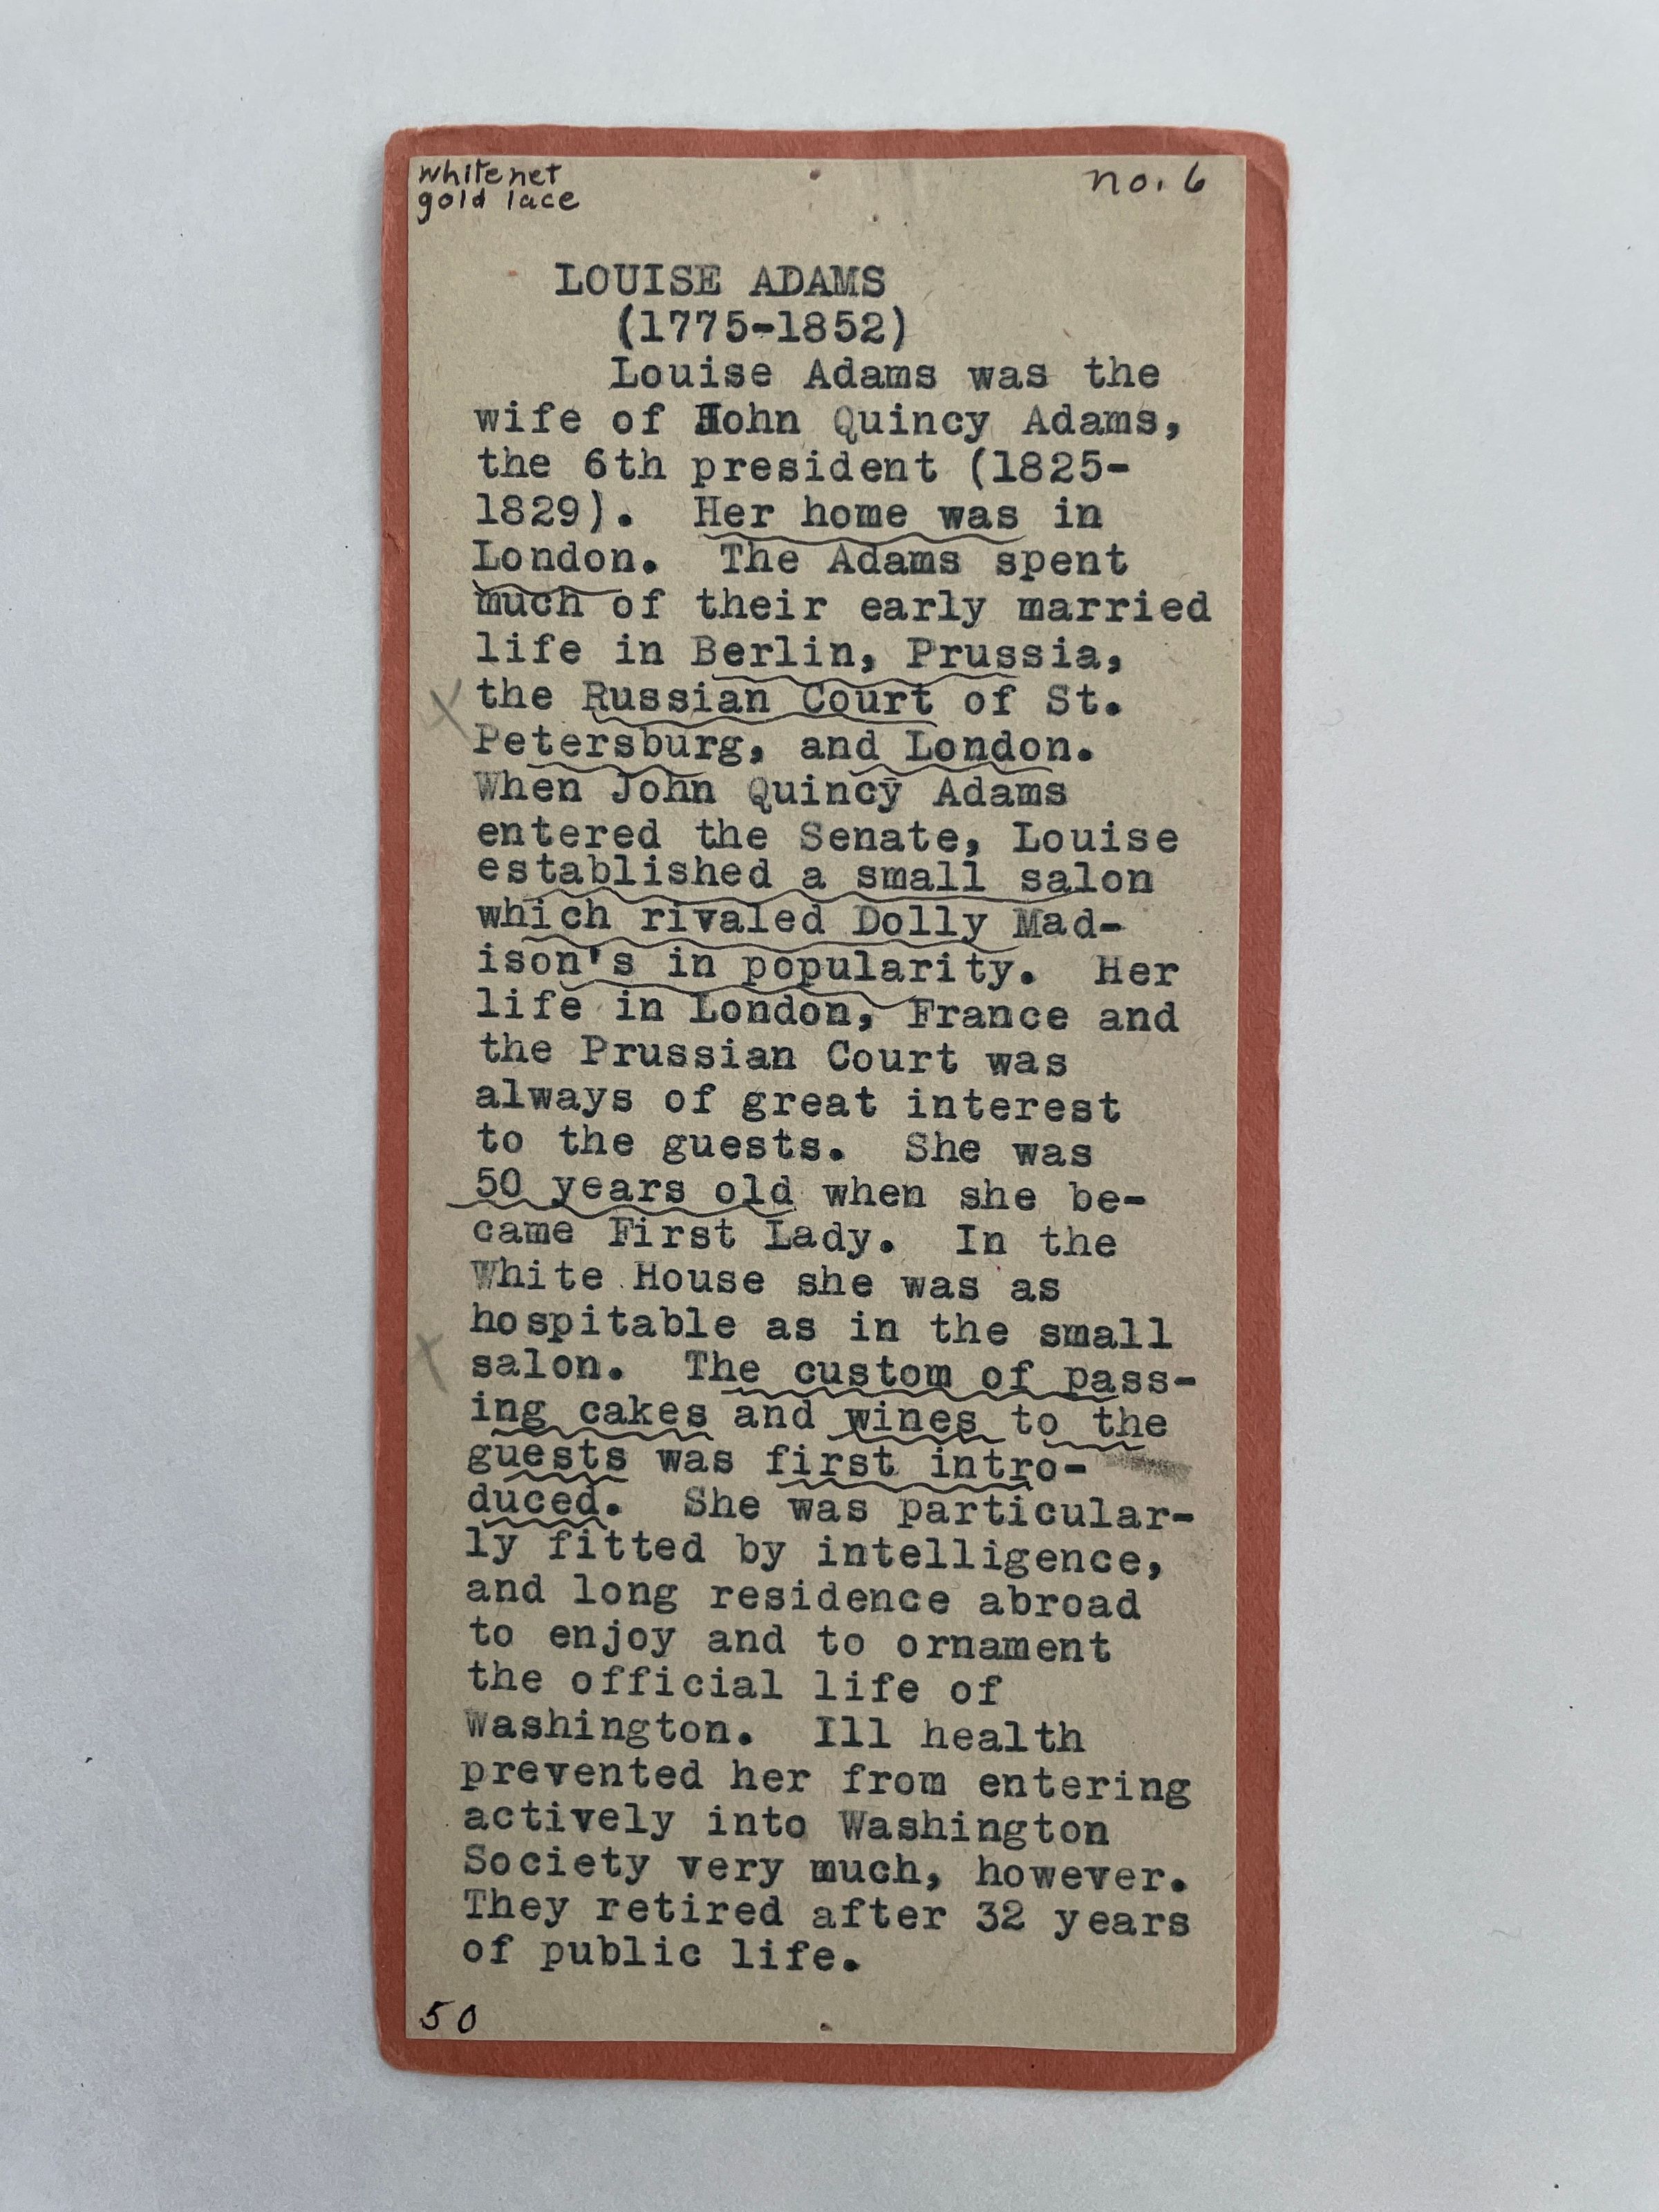 white net
gold lace
no. 6
LOUISE ADAMS
(1775-1852)
Louise Adams was the
wife of John Quincy Adams,
the 6th president (1825-
1829). Her home was in
London. The Adams spent
much of their early married
life in Berlin, Prussia,
the Russian Court of St.
Petersburg, and London.
When John Quincy Adams
entered the Senate, Louise
established a small salon
which rivaled Dolly Mad-
ison's in popularity. Her
life in London, France and
the Prussian Court was
always of great interest
to the guests. She was
50 years old when she be-
came First Lady. In the
White House she was as
hospitable as in the small
salon. The custom of pass-
ing cakes and wines to the
guests was first intro-
duced. She was particular-
ly fitted by intelligence,
and long residence abroad
to enjoy and to ornament
the official life of
Washington. Ill health
prevented her from entering
actively into Washington
Society very much, however.
They retired after 32 years
of public life.
50